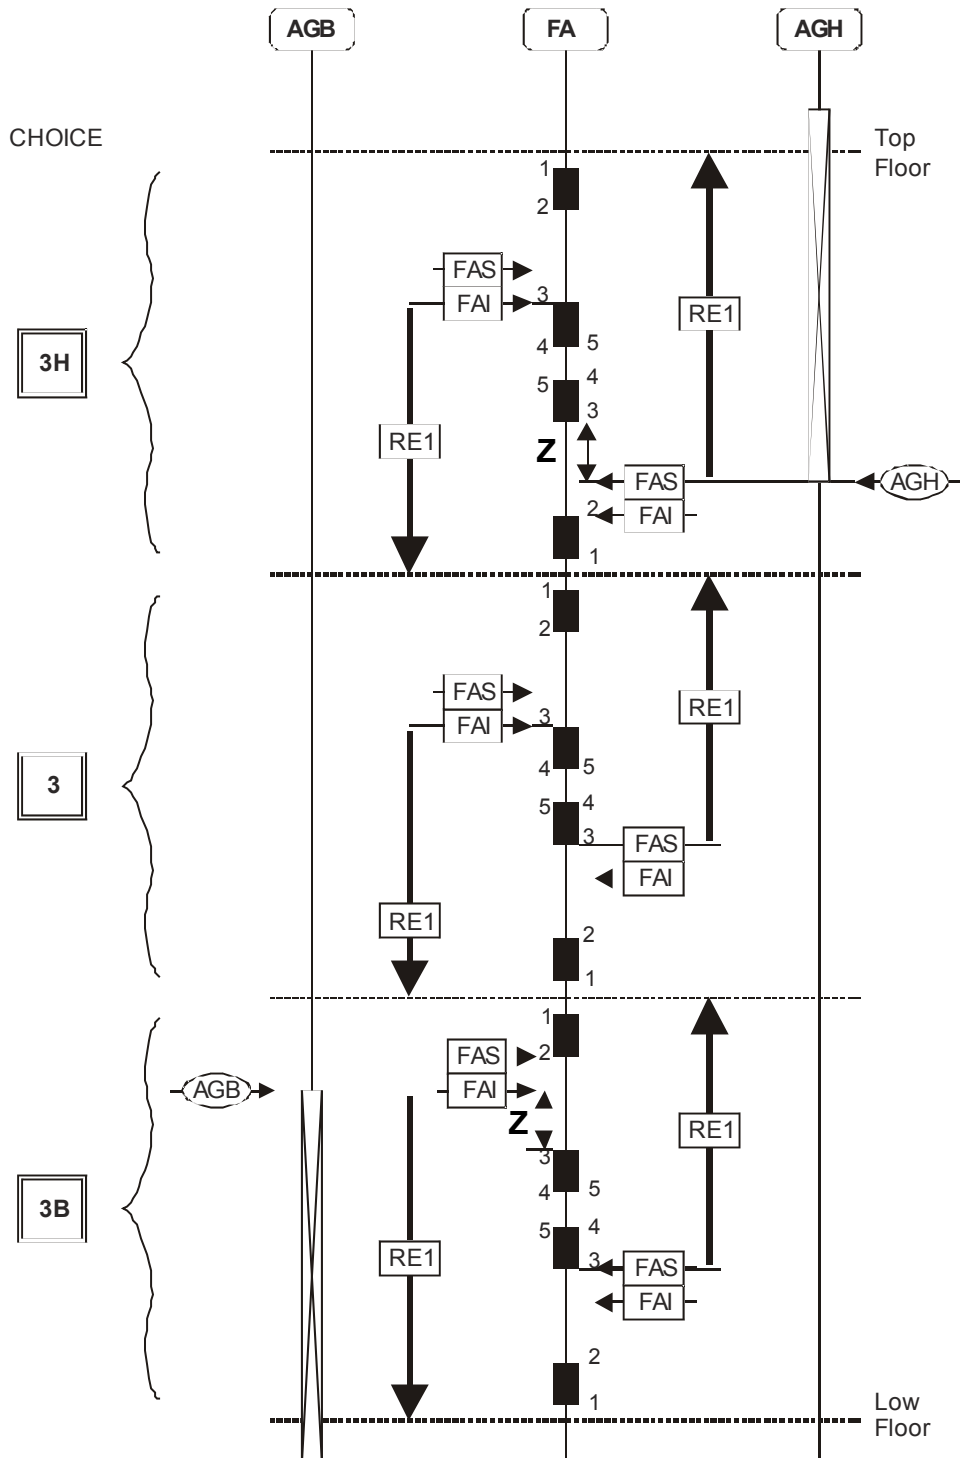 AGB FA AGH
CHOICE
Top
Floor
1
2
FAS
FAI
3
RE1
4 5
3H
5 4
3
RE1
Z
FAS
AGH
2
FAI
1
1
2
FAS
RE1
FAI
3
4 5
3
5 4
3
FAS
FAI
RE1
2
1
1
FAS
2
AGB
FAI
Z
RE1
3
4 5
3B
5 4
RE1
3
FAS
FAI
2
1
Low
Floor